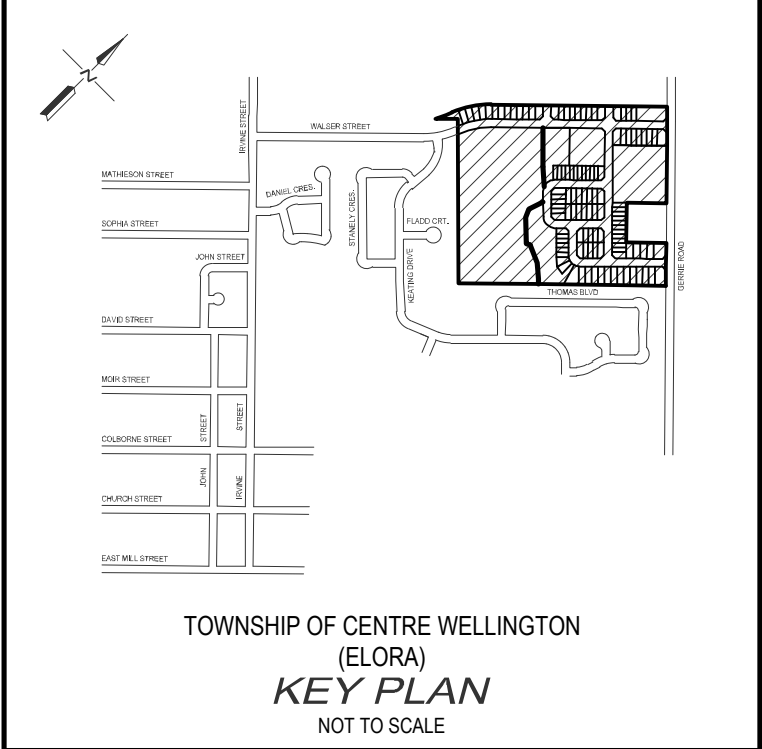 N
IRVINE STREET
WALSER STREET
MATHIESON STREET
DANIEL CRES.
STANELY CRES.
SOPHIA STREET
FLADD CRT.
JOHN STREET
KEATING DRIVE
GERRIE ROAD
THOMAS BLVD
DAVID STREET
MOIR STREET
COLBORNE STREET
JOHN STREET
IRVINE STREET
CHURCH STREET
EAST MILL STREET
TOWNSHIP OF CENTRE WELLINGTON
(ELORA)
KEY PLAN
NOT TO SCALE